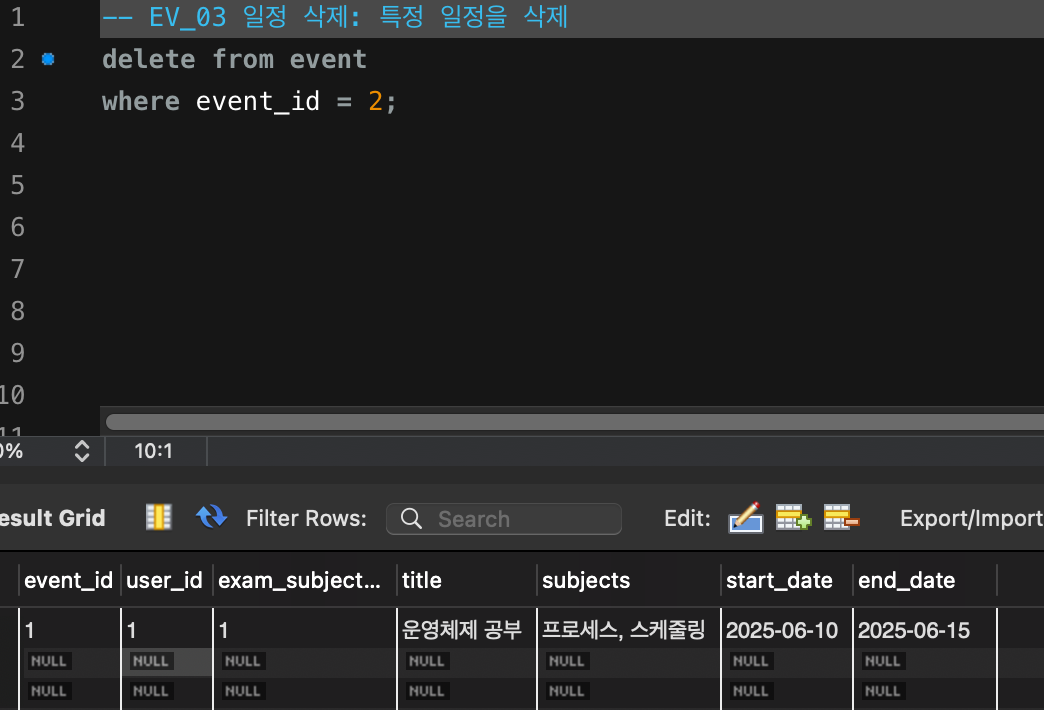 1 -- EV_03 일정 삭제: 특정 일정을 삭제
2 delete from event
3 where event_id = 2;
4
5
6
7
8
9
10
11
0% 10:1
esult Grid Filter Rows: Search Edit: Export/Import
event_id user_id exam_subject... title subjects start_date end_date
1 1 1 운영체제 공부 프로세스, 스케줄링 2025-06-10 2025-06-15
NULL NULL NULL NULL NULL NULL NULL
NULL NULL NULL NULL NULL NULL NULL